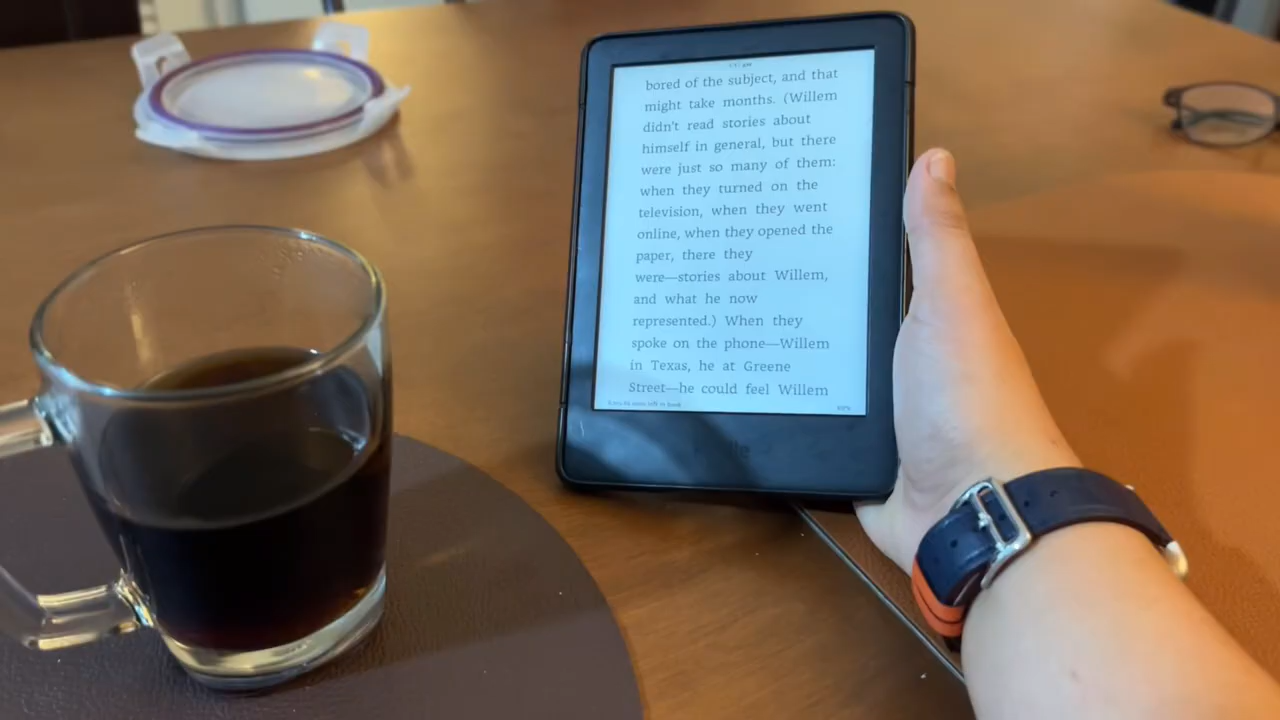 bored of the subject, and that
might take months. (Willem
didn't read stories about
himself in general, but there
were just so many of them:
when they turned on the
television, when they went
online, when they opened the
paper, there they
were—stories about Willem,
and what he now
represented.) When they
spoke on the phone—Willem
in Texas, he at Greene
Street—he could feel Willem
left in book